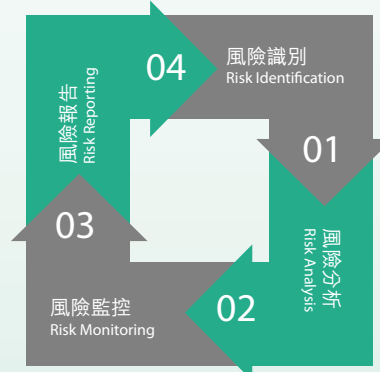 風險識別
Risk Identification
01
風險分析
Risk Analysis
02
風險監控
Risk Monitoring
03
風險報告
Risk Reporting
04